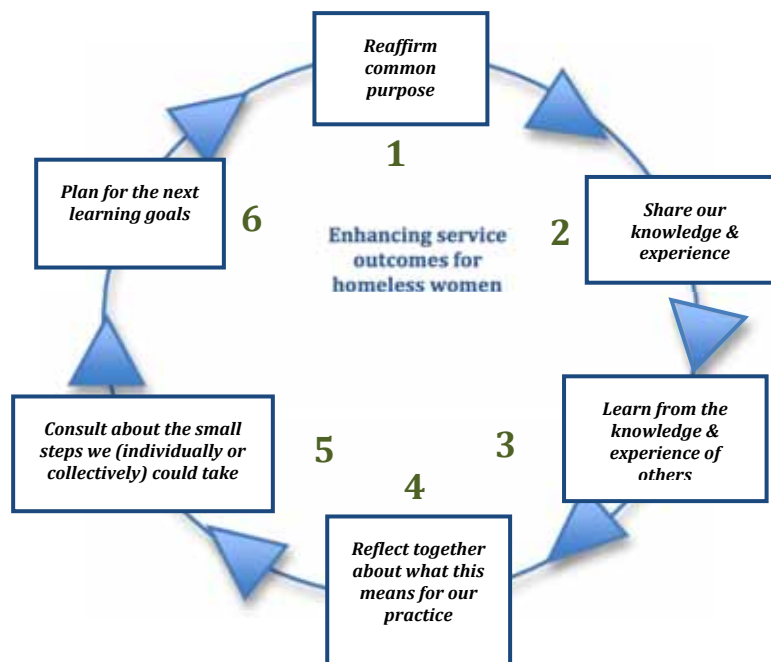 Reaffirm
common
purpose
1
Share our
knowledge &
experience
2
Learn from the
knowledge &
experience of
others
3
Reflect together
about what this
means for our
practice
4
Consult about the small
steps we (individually or
collectively) could take
5
Plan for the next
learning goals
6
Enhancing service
outcomes for
homeless women